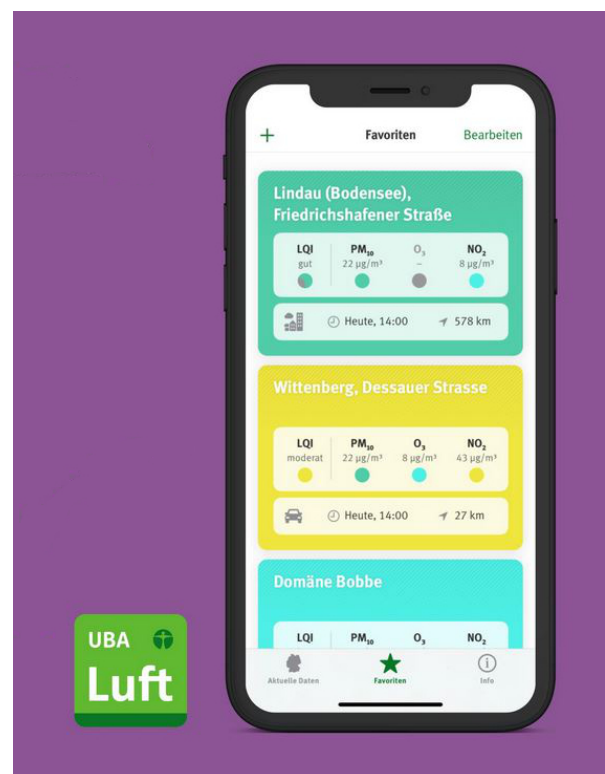 + Favoriten Bearbeiten
Lindau (Bodensee),
Friedrichshafener Straße
LQI PM₁₀ O₃ NO₂
gut 22 µg/m³ – 8 µg/m³
Heute, 14:00 578 km
Wittenberg, Dessauer Strasse
LQI PM₁₀ O₃ NO₂
moderat 22 µg/m³ 8 µg/m³ 43 µg/m³
Heute, 14:00 27 km
Domäne Bobbe
LQI PM₁₀ O₃ NO₂
Aktuelle Daten Favoriten Info
UBA
Luft